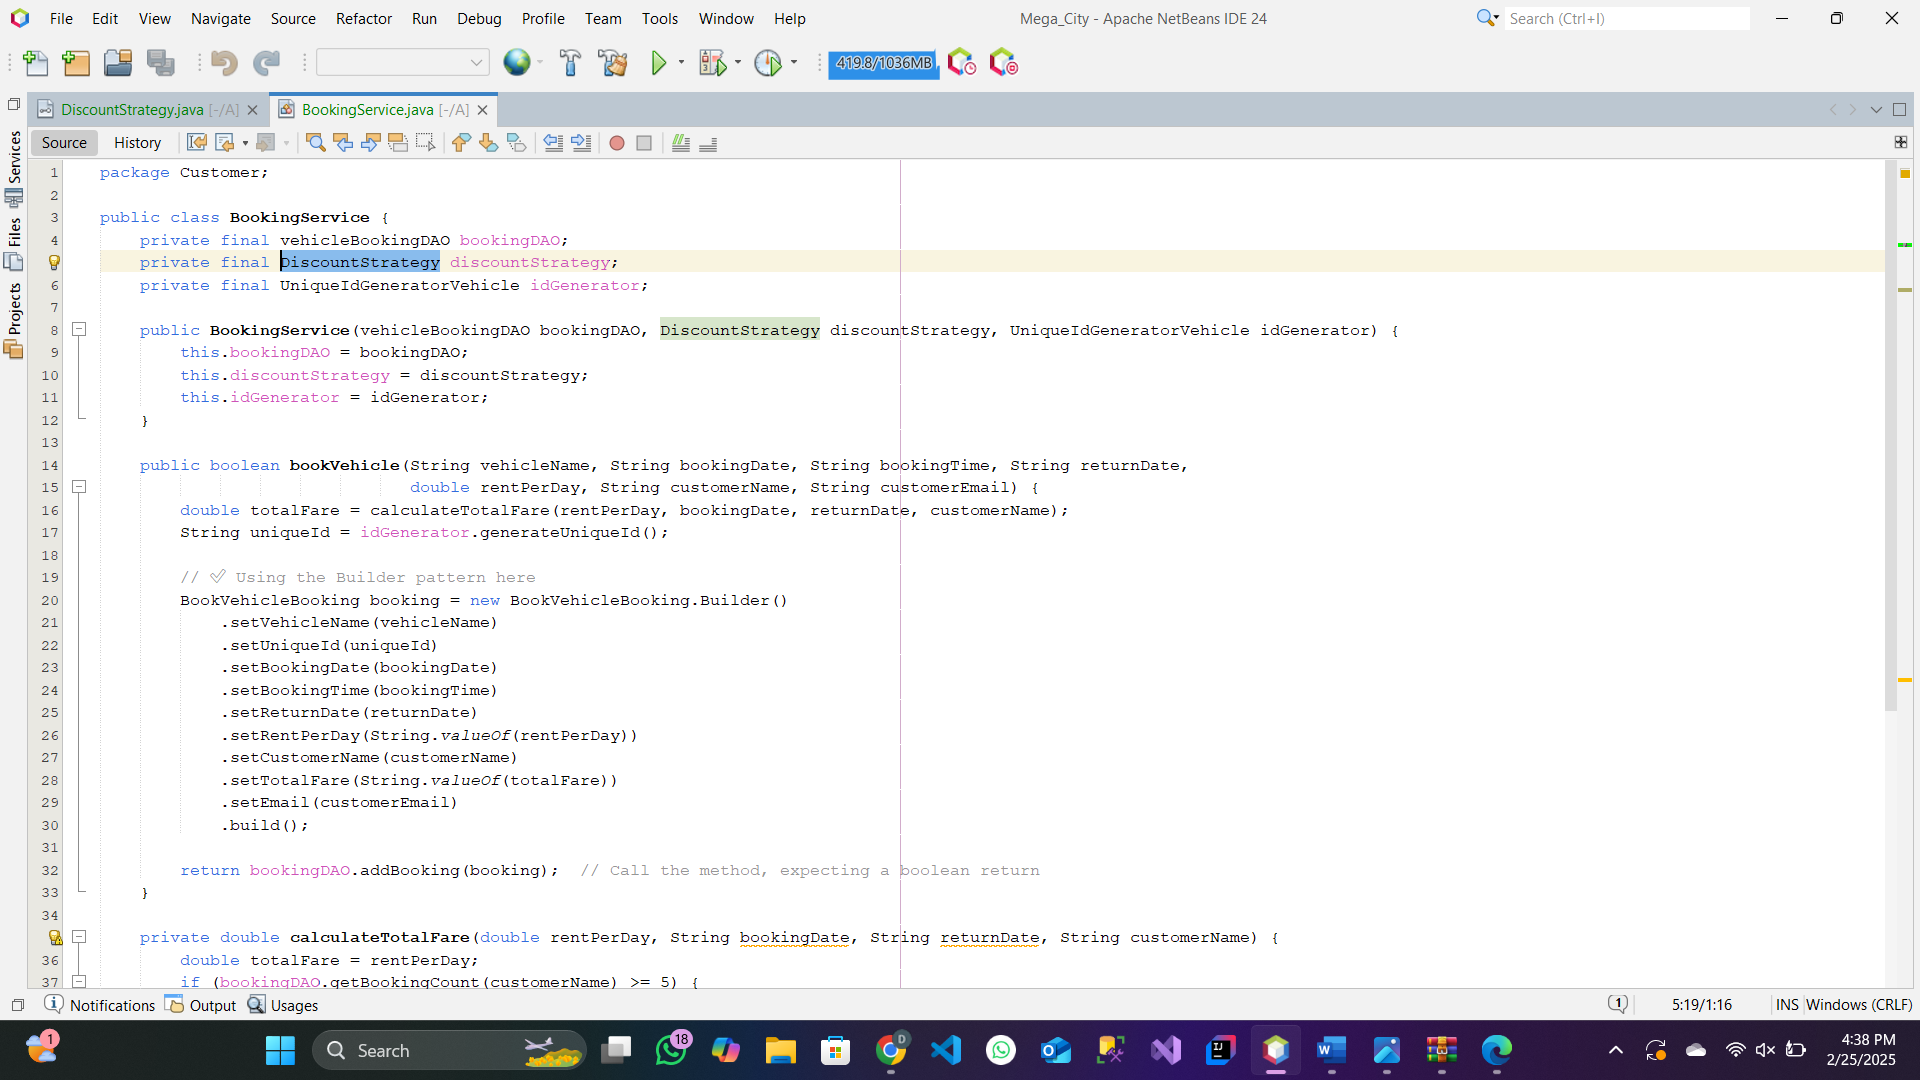 File Edit View Navigate Source Refactor Run Debug Profile Team Tools Window Help
Mega_City - Apache NetBeans IDE 24
Search (Ctrl+I)
419.8/1036MB
DiscountStrategy.java [-/A]
BookingService.java [-/A]
Source History
Services
Files
Projects
1 package Customer;
2
3 public class BookingService {
4 private final vehicleBookingDAO bookingDAO;
private final DiscountStrategy discountStrategy;
6 private final UniqueIdGeneratorVehicle idGenerator;
7
8 public BookingService(vehicleBookingDAO bookingDAO, DiscountStrategy discountStrategy, UniqueIdGeneratorVehicle idGenerator) {
9 this.bookingDAO = bookingDAO;
10 this.discountStrategy = discountStrategy;
11 this.idGenerator = idGenerator;
12 }
13
14 public boolean bookVehicle(String vehicleName, String bookingDate, String bookingTime, String returnDate,
15 double rentPerDay, String customerName, String customerEmail) {
16 double totalFare = calculateTotalFare(rentPerDay, bookingDate, returnDate, customerName);
17 String uniqueId = idGenerator.generateUniqueId();
18
19 // ✅ Using the Builder pattern here
20 BookVehicleBooking booking = new BookVehicleBooking.Builder()
21 .setVehicleName(vehicleName)
22 .setUniqueId(uniqueId)
23 .setBookingDate(bookingDate)
24 .setBookingTime(bookingTime)
25 .setReturnDate(returnDate)
26 .setRentPerDay(String.valueOf(rentPerDay))
27 .setCustomerName(customerName)
28 .setTotalFare(String.valueOf(totalFare))
29 .setEmail(customerEmail)
30 .build();
31
32 return bookingDAO.addBooking(booking); // Call the method, expecting a boolean return
33 }
34
private double calculateTotalFare(double rentPerDay, String bookingDate, String returnDate, String customerName) {
36 double totalFare = rentPerDay;
37 if (bookingDAO.getBookingCount(customerName) >= 5) {
Notifications Output Usages
1 5:19/1:16 INS Windows (CRLF)
1
Search
18
D
4:38 PM
2/25/2025